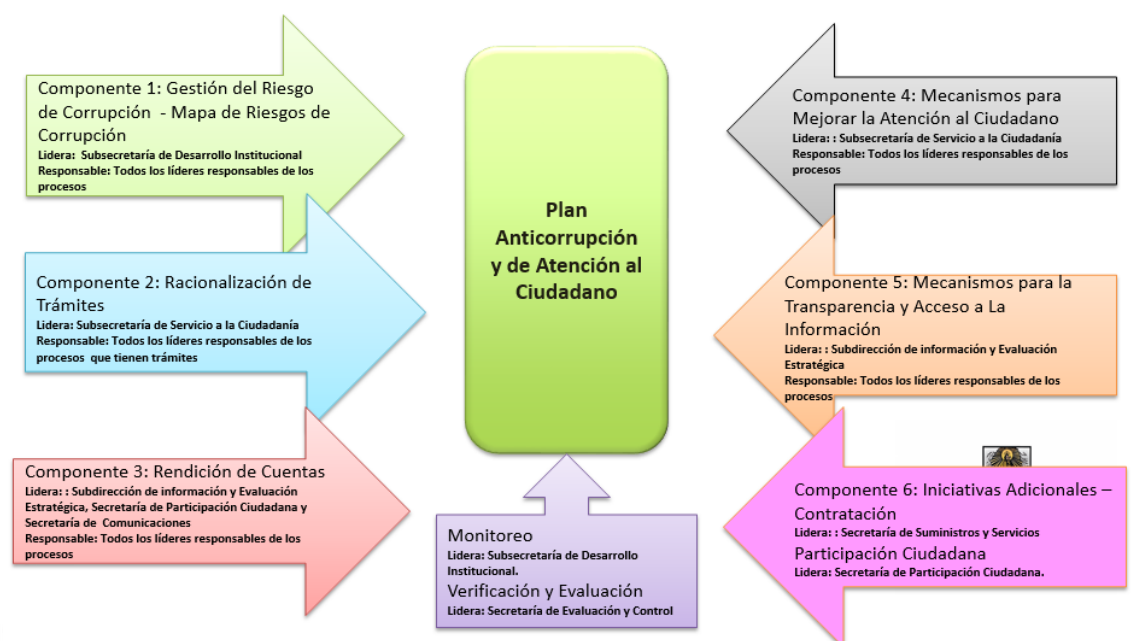 Componente 1: Gestión del Riesgo
de Corrupción - Mapa de Riesgos de
Corrupción
Lidera: Subsecretaría de Desarrollo Institucional
Responsable: Todos los líderes responsables de los
procesos
Componente 2: Racionalización de
Trámites
Lidera: Subsecretaría de Servicio a la Ciudadanía
Responsable: Todos los líderes responsables de los
procesos que tienen trámites
Componente 3: Rendición de Cuentas
Lidera: : Subdirección de información y Evaluación
Estratégica, Secretaría de Participación Ciudadana y
Secretaría de Comunicaciones
Responsable: Todos los líderes responsables de los
procesos
Plan
Anticorrupción
y de Atención al
Ciudadano
Monitoreo
Lidera: Subsecretaría de Desarrollo
Institucional.
Verificación y Evaluación
Lidera: Secretaría de Evaluación y Control
Componente 4: Mecanismos para
Mejorar la Atención al Ciudadano
Lidera: : Subsecretaría de Servicio a la Ciudadanía
Responsable: Todos los líderes responsables de los
procesos
Componente 5: Mecanismos para la
Transparencia y Acceso a La
Información
Lidera: : Subdirección de información y Evaluación
Estratégica
Responsable: Todos los líderes responsables de los
procesos
Componente 6: Iniciativas Adicionales –
Contratación
Lidera: : Secretaría de Suministros y Servicios
Participación Ciudadana
Lidera: Secretaría de Participación Ciudadana.